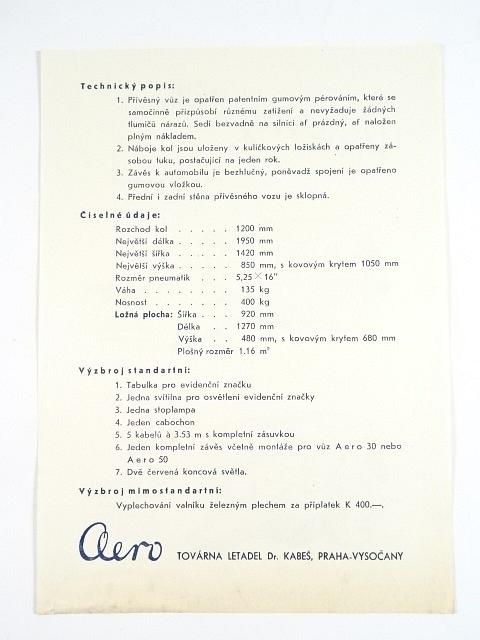 Technický popis:
1. Přívěsný vůz je opatřen patentním gumovým pérováním, které se
samočinně přizpůsobí různému zatížení a nevyžaduje žádných
tlumičů nárazů. Sedí bezvadně na silnici ať prázdný, ať naložen
plným nákladem.
2. Náboje kol jsou uloženy v kuličkových ložiskách a opatřeny zá-
sobou tuku, postačující na jeden rok.
3. Závěs k automobilu je bezhlučný, poněvadž spojení je opatřeno
gumovou vložkou.
4. Přední i zadní stěna přívěsného vozu je sklopná.
Číselné údaje:
Rozchod kol . . . . . 1200 mm
Největší délka . . . . . 1950 mm
Největší šířka . . . . . 1420 mm
Největší výška . . . . . 850 mm, s kovovým krytem 1050 mm
Rozměr pneumatik . . . 5,25×16"
Váha . . . . . . . . 135 kg
Nosnost . . . . . . . 400 kg
Ložná plocha: Šířka . . . 920 mm
Délka . . 1270 mm
Výška . . 480 mm, s kovovým krytem 680 mm
Plošný rozměr 1.16 m²
Výzbroj standartní:
1. Tabulka pro evidenční značku
2. Jedna svítilna pro osvětlení evidenční značky
3. Jedna stoplampa
4. Jeden cabochon
5. 5 kabelů à 3.53 m s kompletní zásuvkou
6. Jeden kompletní závěs včetně montáže pro vůz Aero 30 nebo
Aero 50
7. Dvě červená koncová světla.
Výzbroj mimostandartní:
Vyplechování valníku železným plechem za příplatek K 400.—,
Aero TOVÁRNA LETADEL Dr. KABEŠ, PRAHA-VYSOČANY